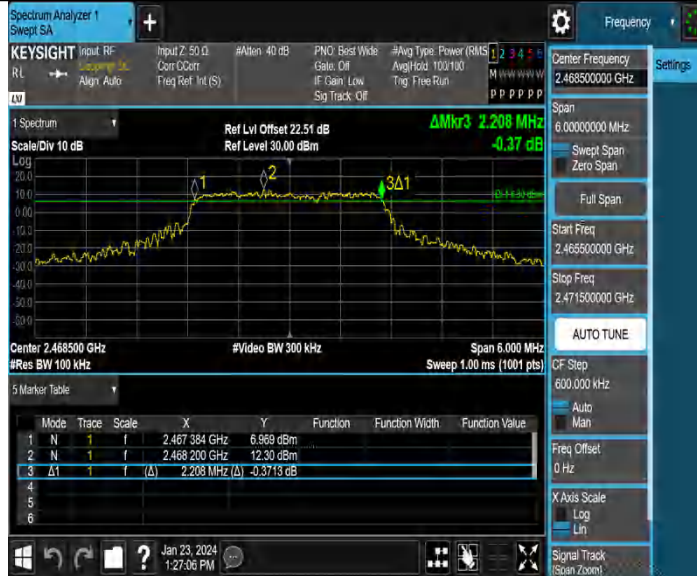 Spectrum Analyzer 1
Swept SA
+
Frequency
KEYSIGHT
RL
Input: RF
Align: Auto
Input Z: 50 Ω
Corr CCorr
Freq Ref: Int (S)
#Atten: 40 dB
PNO: Best Wide
Gate: Off
IF Gain: Low
Sig Track: Off
#Avg Type: Power (RMS)
Avg|Hold: 100/100
Trig: Free Run
1 2 3 4 5 6
M W W W W W
P P P P P P
LW
1 Spectrum
Scale/Div 10 dB
Ref Lvl Offset 22.51 dB
Ref Level 30.00 dBm
ΔMkr3 2.208 MHz
-0.37 dB
Log
20.0
10.0
0.00
-10.0
-20.0
-30.0
-40.0
-50.0
-60.0
1
2
3Δ1
Center 2.468500 GHz
#Res BW 100 kHz
#Video BW 300 kHz
Span 6.000 MHz
Sweep 1.00 ms (1001 pts)
5 Marker Table
Mode Trace Scale X Y Function Function Width Function Value
1 N 1 f 2.467 384 GHz 6.969 dBm
2 N 1 f 2.468 200 GHz 12.30 dBm
3 Δ1 1 f (Δ) 2.208 MHz (Δ) -0.3713 dB
4
5
6
?
Jan 23, 2024
1:27:06 PM
Center Frequency
2.468500000 GHz
Settings
Span
6.00000000 MHz
Swept Span
Zero Span
Full Span
Start Freq
2.465500000 GHz
Stop Freq
2.471500000 GHz
AUTO TUNE
CF Step
600.000 kHz
Auto
Man
Freq Offset
0 Hz
X Axis Scale
Log
Lin
Signal Track
(Span Zoom)